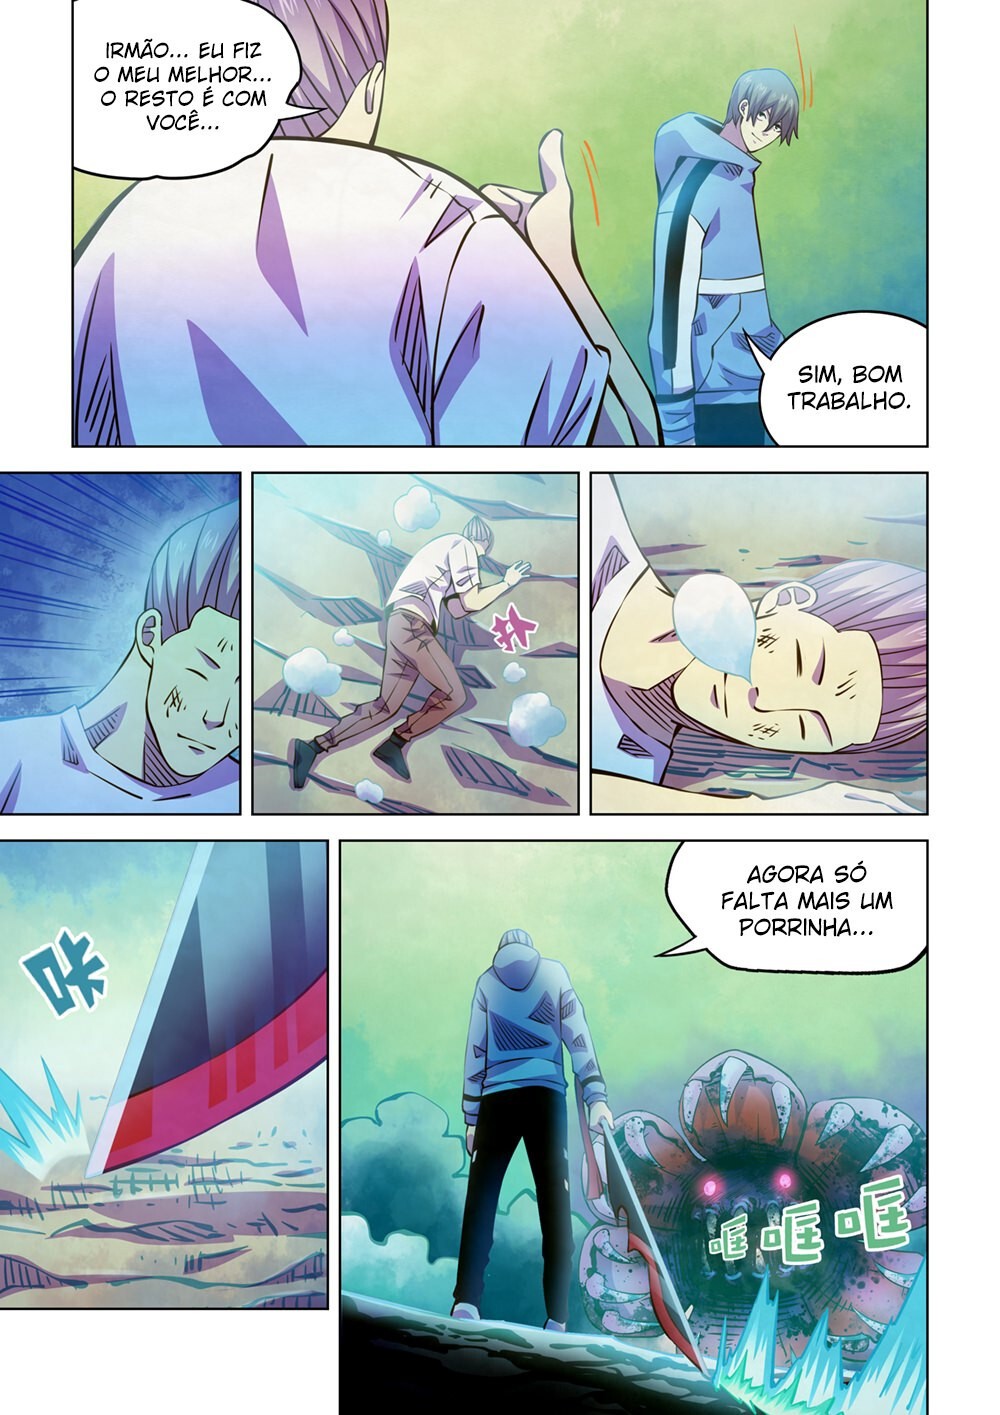 IRMÃO... EU FIZ
O MEU MELHOR...
O RESTO É COM
VOCÊ...
SIM, BOM
TRABALHO.
咔
AGORA SÓ
FALTA MAIS UM
PORRINHA...
哐 哐 哐